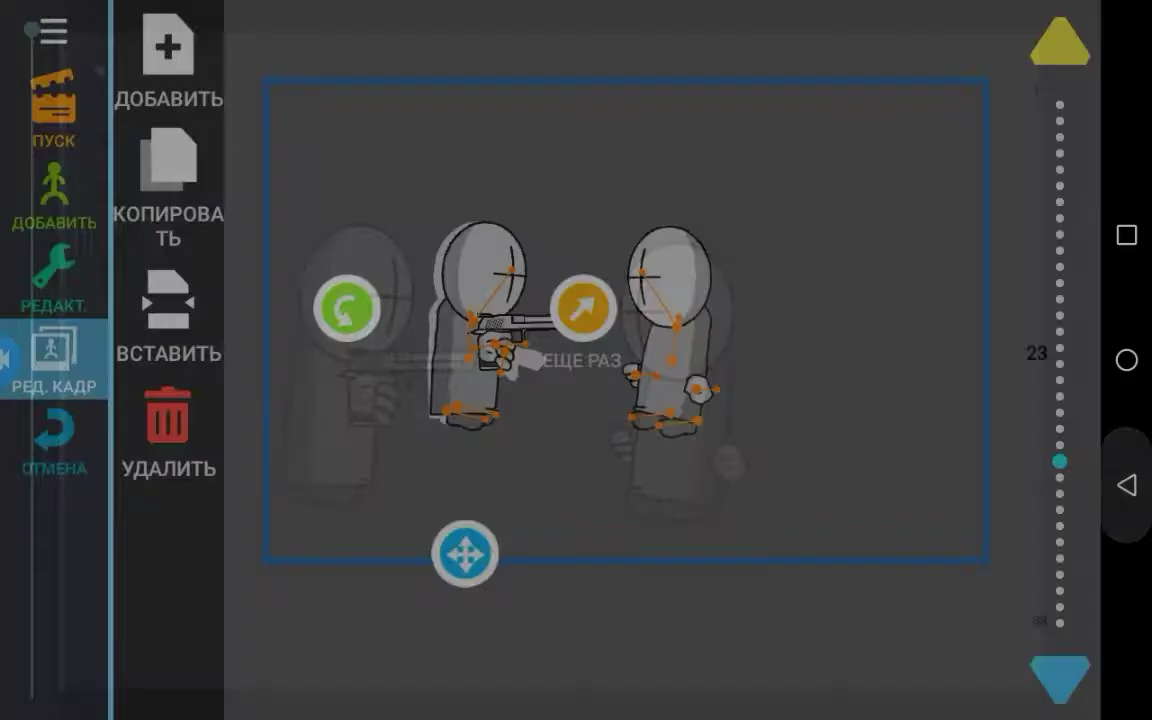 ПУСК
ДОБАВИТЬ
РЕДАКТ.
РЕД. КАДР
ОТМЕНА
ДОБАВИТЬ
КОПИРОВА
ТЬ
ВСТАВИТЬ
УДАЛИТЬ
ЕЩЕ РАЗ
23